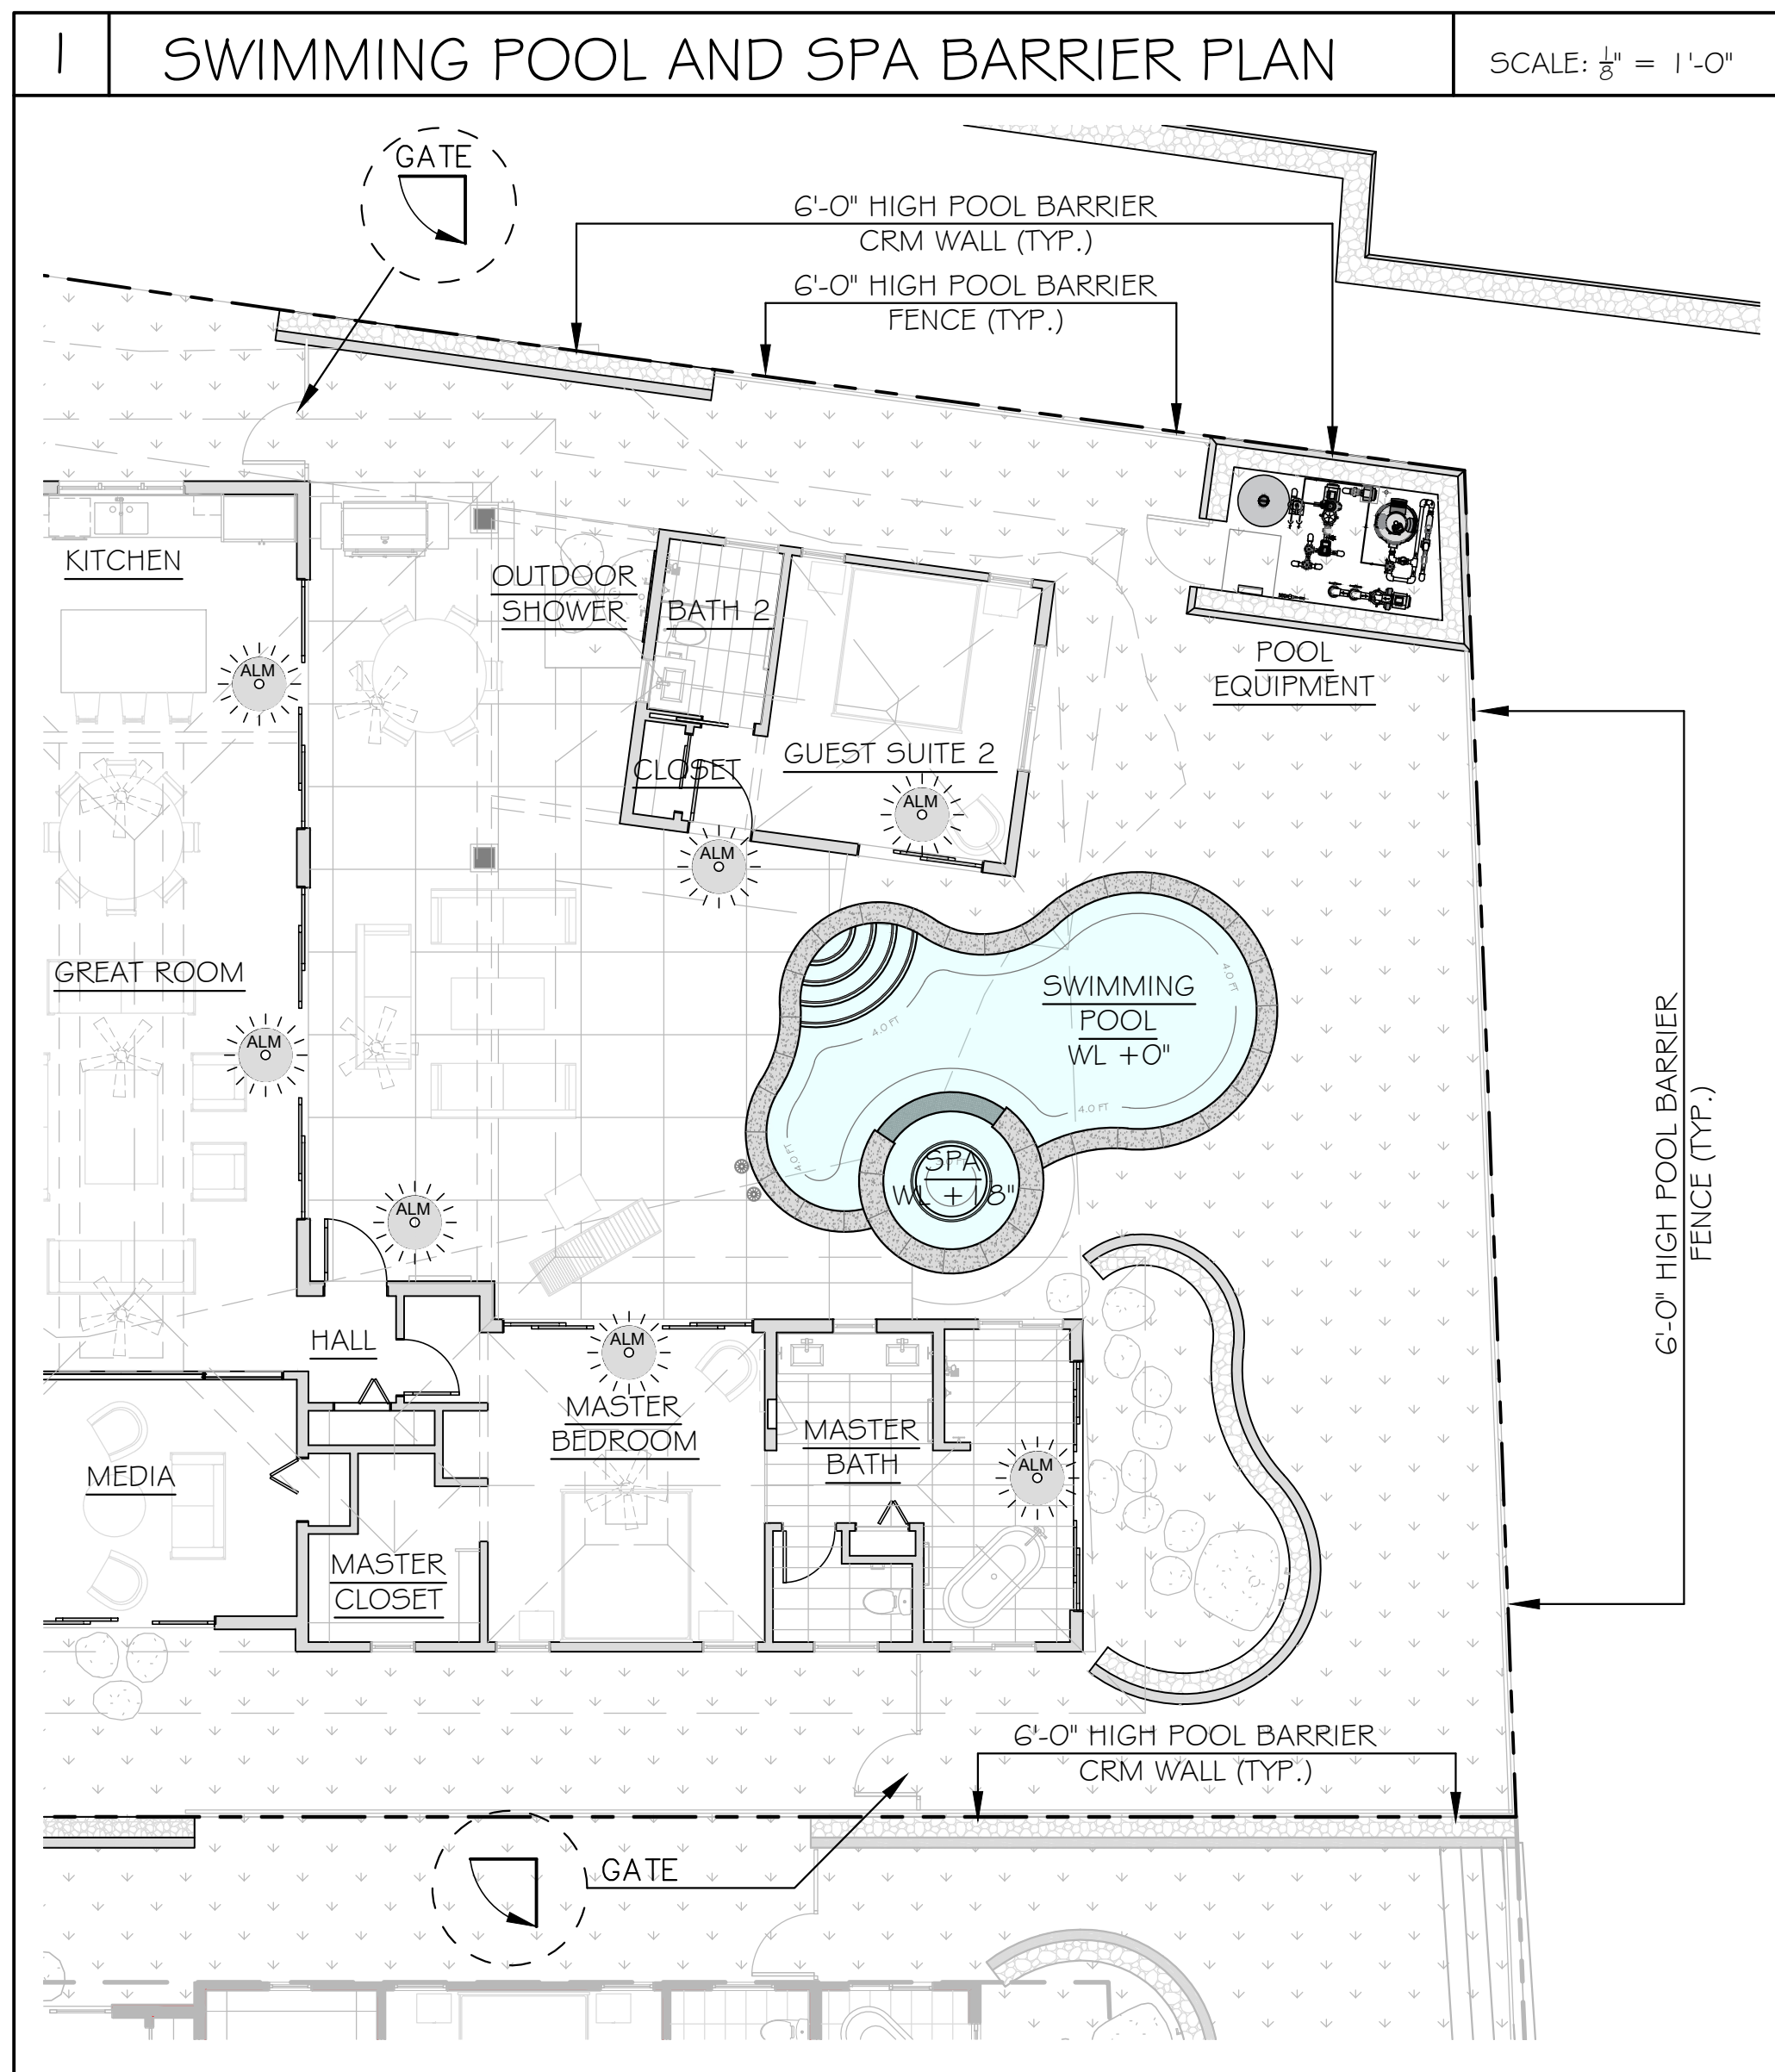 1
SWIMMING POOL AND SPA BARRIER PLAN
SCALE: 1/8" = 1'-0"
GATE
6'-0" HIGH POOL BARRIER
CRM WALL (TYP.)
6'-0" HIGH POOL BARRIER
FENCE (TYP.)
KITCHEN
OUTDOOR
SHOWER
BATH 2
POOL
EQUIPMENT
ALM
GUEST SUITE 2
CLOSET
ALM
ALM
GREAT ROOM
SWIMMING
POOL
WL +0"
4.0 FT
4.0 FT
ALM
6'-0" HIGH POOL BARRIER
FENCE (TYP.)
4.0 FT
4.0 FT
SPA
WL +18"
ALM
HALL
ALM
MASTER
BEDROOM
MASTER
BATH
ALM
MEDIA
MASTER
CLOSET
6'-0" HIGH POOL BARRIER
CRM WALL (TYP.)
GATE